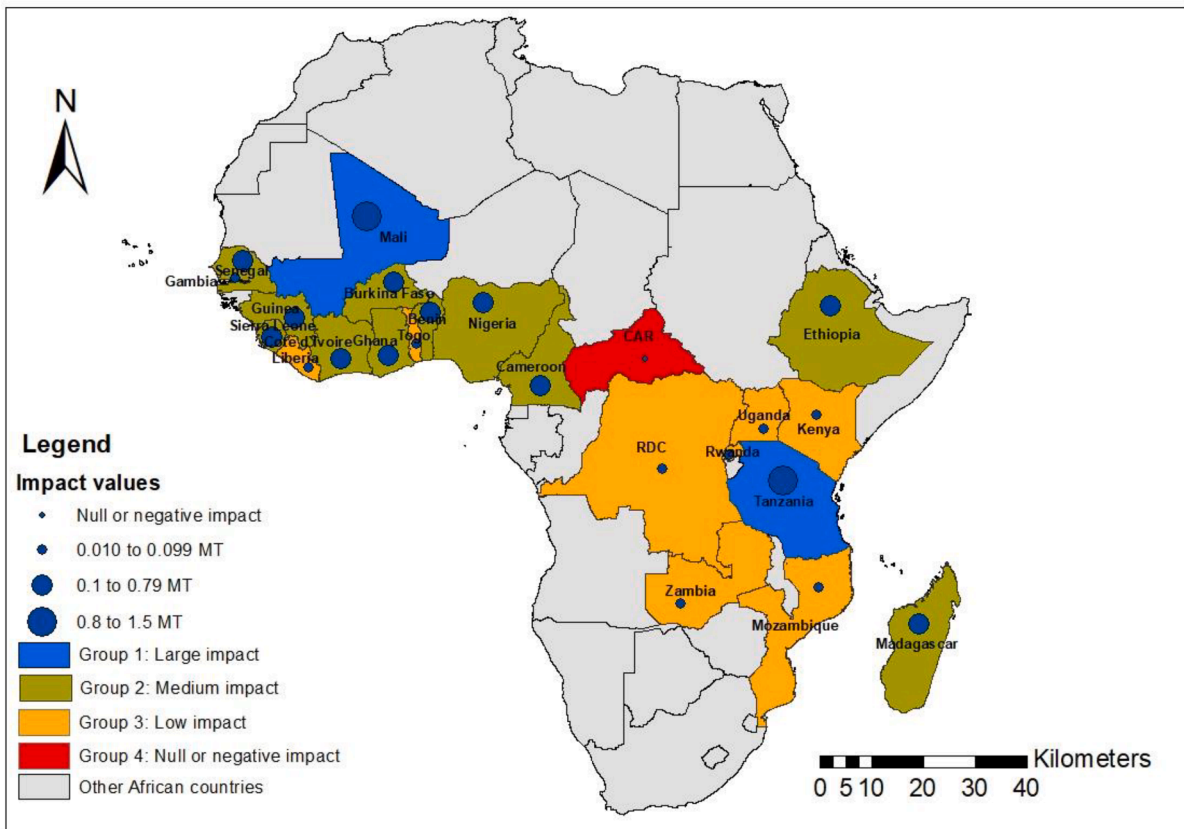 N
Mali
Senegal
Gambia
Burkina Faso
Guinea
Benin
Nigeria
Sierra Leone
Togo
Cote d'Ivoire
Ghana
Liberia
CAR
Ethiopia
Cameroon
Uganda
Kenya
RDC
Rwanda
Tanzania
Zambia
Mozambique
Madagascar
Legend
Impact values
Null or negative impact
0.010 to 0.099 MT
0.1 to 0.79 MT
0.8 to 1.5 MT
Group 1: Large impact
Group 2: Medium impact
Group 3: Low impact
Group 4: Null or negative impact
Other African countries
Kilometers
0 5 10 20 30 40